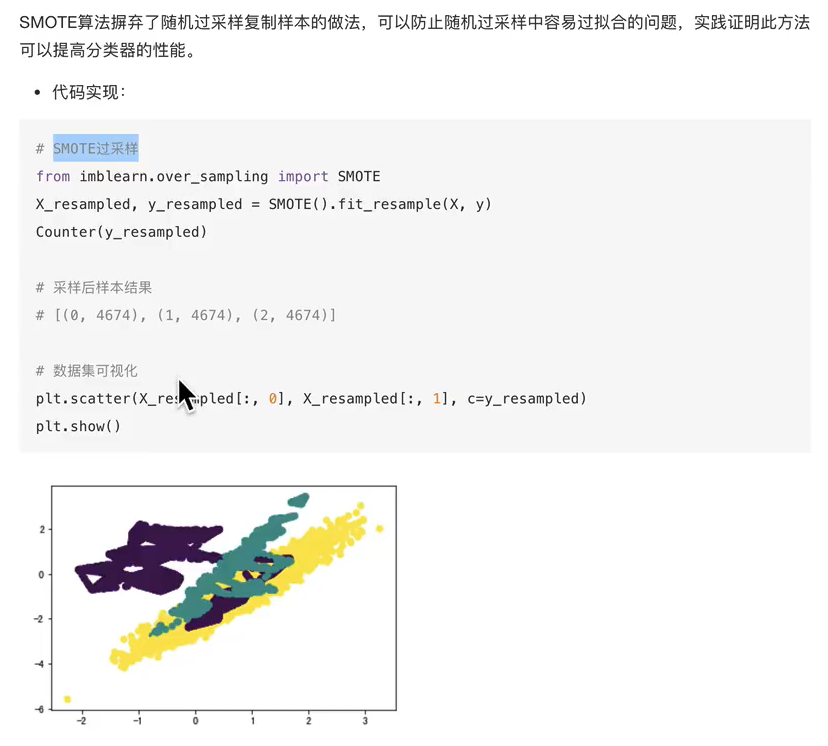 SMOTE算法摒弃了随机过采样复制样本的做法，可以防止随机过采样中容易过拟合的问题，实践证明此方法
可以提高分类器的性能。
• 代码实现：
# SMOTE过采样
from imblearn.over_sampling import SMOTE
X_resampled, y_resampled = SMOTE().fit_resample(X, y)
Counter(y_resampled)
# 采样后样本结果
# [(0, 4674), (1, 4674), (2, 4674)]
# 数据集可视化
plt.scatter(X_resampled[:, 0], X_resampled[:, 1], c=y_resampled)
plt.show()
2
0
−2
−4
−6
−2 −1 0 1 2 3